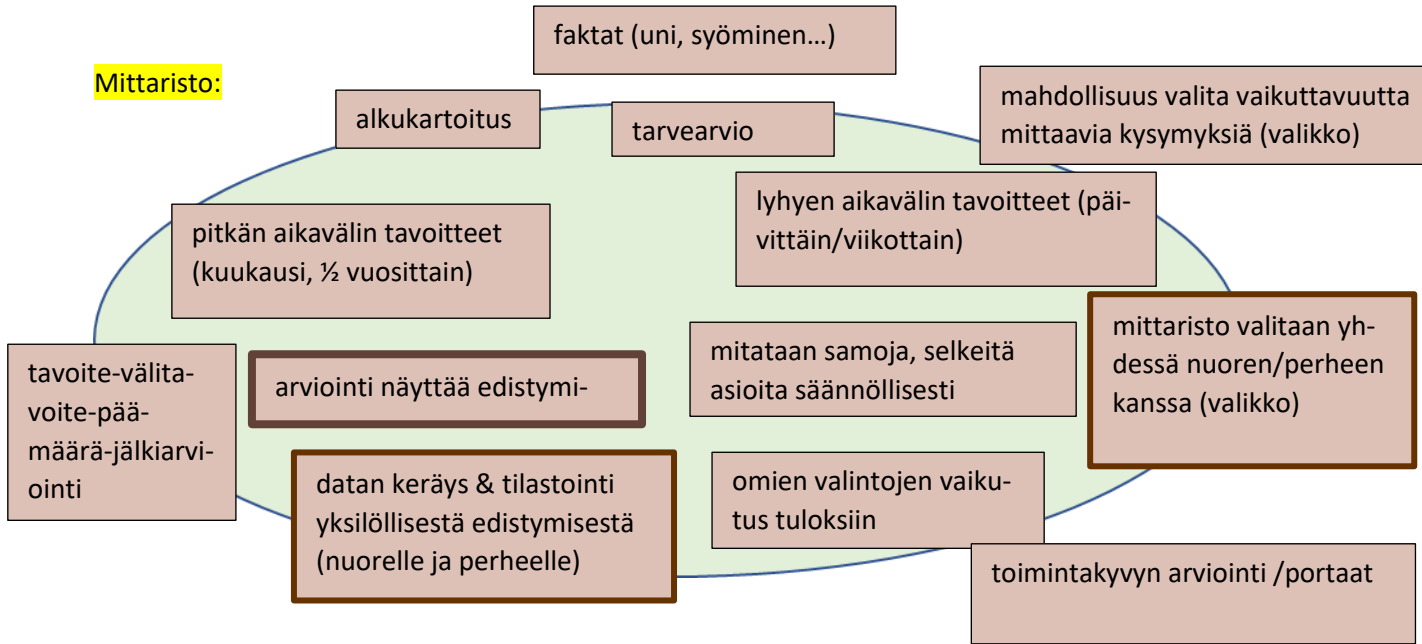 faktat (uni, syöminen…)
Mittaristo:
alkukartoitus
tarvearvio
mahdollisuus valita vaikuttavuutta
mittaavia kysymyksiä (valikko)
pitkän aikavälin tavoitteet
(kuukausi, ½ vuosittain)
lyhyen aikavälin tavoitteet (päi-
vittäin/viikottain)
tavoite-välita-
voite-pää-
määrä-jälkiarvi-
ointi
arviointi näyttää edistymi-
mitataan samoja, selkeitä
asioita säännöllisesti
mittaristo valitaan yh-
dessä nuoren/perheen
kanssa (valikko)
datan keräys & tilastointi
yksilöllisestä edistymisestä
(nuorelle ja perheelle)
omien valintojen vaiku-
tus tuloksiin
toimintakyvyn arviointi /portaat